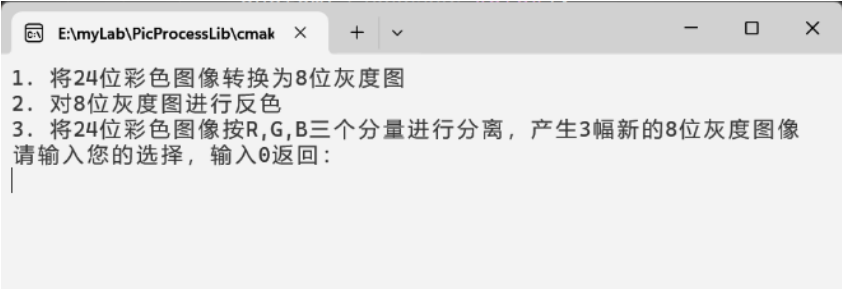 E:\myLab\PicProcessLib\cmak
1. 将24位彩色图像转换为8位灰度图
2. 对8位灰度图进行反色
3. 将24位彩色图像按R,G,B三个分量进行分离，产生3幅新的8位灰度图像
请输入您的选择，输入0返回：